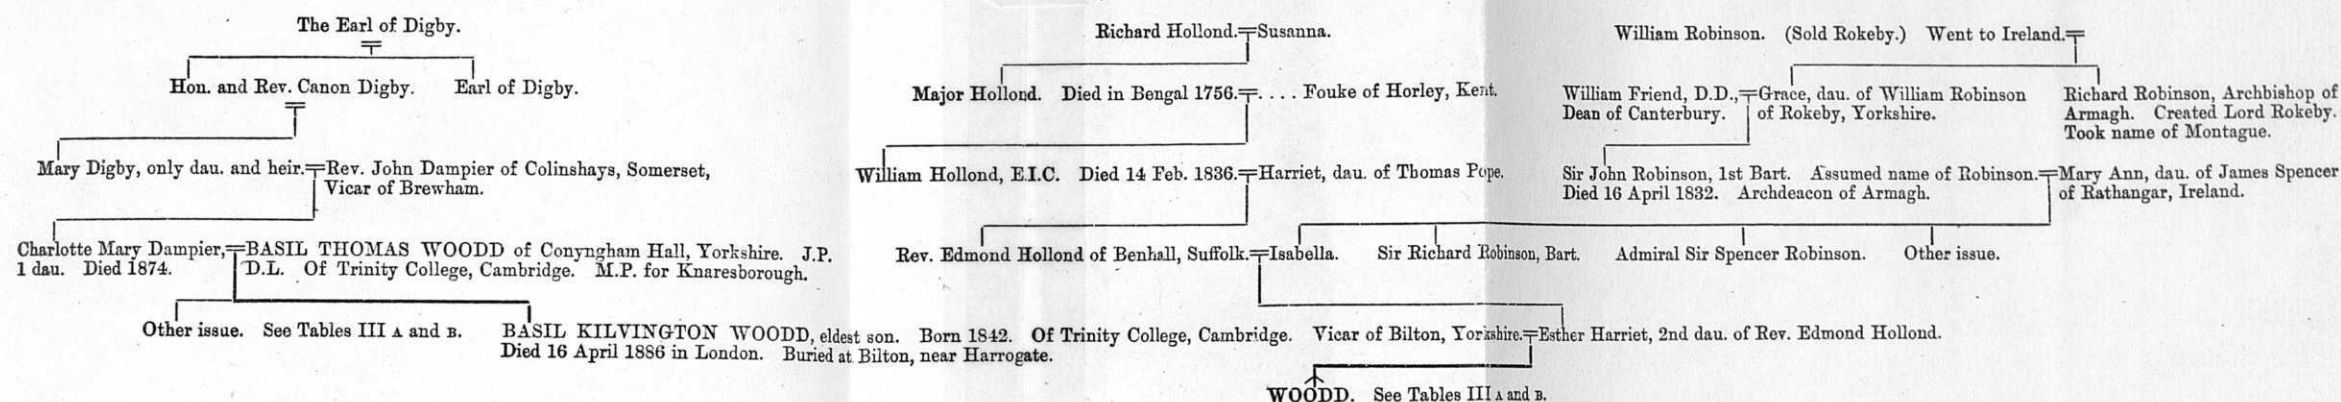 The Earl of Digby.
Richard Hollond. Susanna.
William Robinson. (Sold Rokeby.) Went to Ireland.
Hon. and Rev. Canon Digby. Earl of Digby.
Major Hollond. Died in Bengal 1756. . . . . Fouke of Horley, Kent.
William Friend, D.D., Grace, dau. of William Robinson
Dean of Canterbury. of Rokeby, Yorkshire.
Richard Robinson, Archbishop of
Armagh. Created Lord Rokeby.
Took name of Montague.
Mary Digby, only dau. and heir. Rev. John Dampier of Colinshays, Somerset,
Vicar of Brewham.
William Hollond, E.I.C. Died 14 Feb. 1836. Harriet, dau. of Thomas Pope.
Sir John Robinson, 1st Bart. Assumed name of Robinson. Mary Ann, dau. of James Spencer
Died 16 April 1832. Archdeacon of Armagh. of Rathangar, Ireland.
Charlotte Mary Dampier, BASIL THOMAS WOODD of Conyngham Hall, Yorkshire. J.P.
1 dau. Died 1874. D.L. Of Trinity College, Cambridge. M.P. for Knaresborough.
Rev. Edmond Hollond of Benhall, Suffolk. Isabella. Sir Richard Robinson, Bart. Admiral Sir Spencer Robinson. Other issue.
Other issue. See Tables III A and B.
BASIL KILVINGTON WOODD, eldest son. Born 1842. Of Trinity College, Cambridge. Vicar of Bilton, Yorkshire. Esther Harriet, 2nd dau. of Rev. Edmond Hollond.
Died 16 April 1886 in London. Buried at Bilton, near Harrogate.
WOODD. See Tables III A and B.